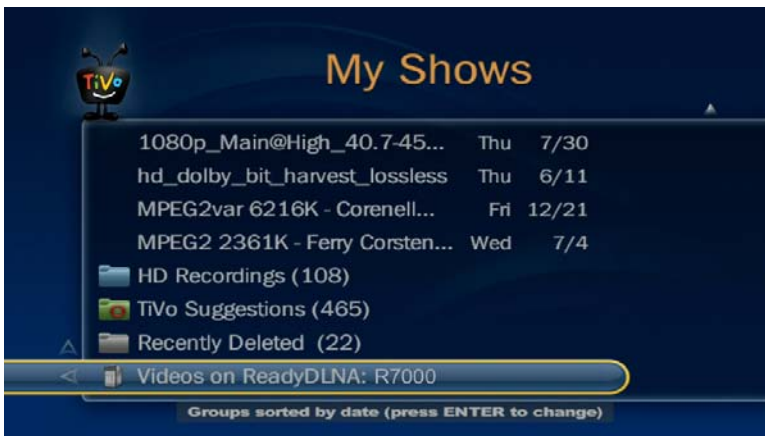 TiVo
My Shows
1080p_Main@High_40.7-45... Thu 7/30
hd_dolby_bit_harvest_lossless Thu 6/11
MPEG2var 6216K - Corenell... Fri 12/21
MPEG2 2361K - Ferry Corsten... Wed 7/4
HD Recordings (108)
TiVo Suggestions (465)
Recently Deleted (22)
Videos on ReadyDLNA: R7000
Groups sorted by date (press ENTER to change)